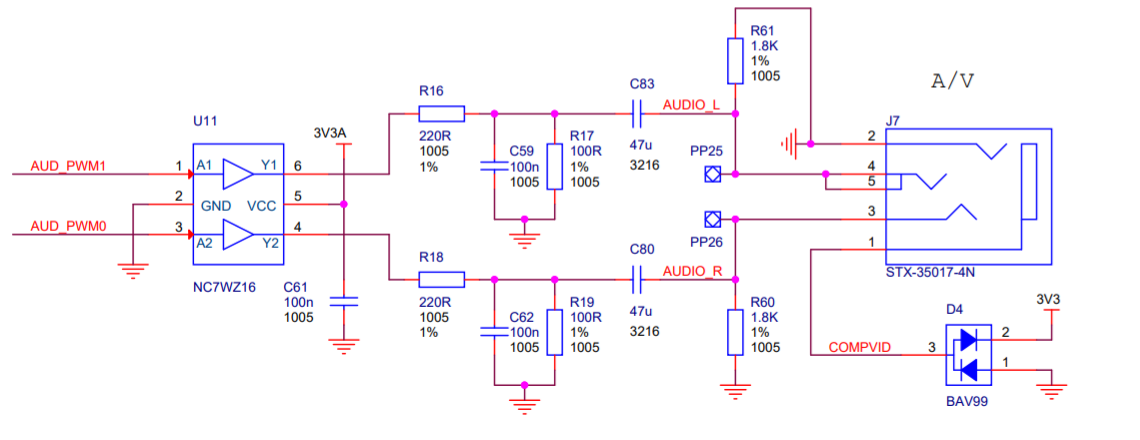 R61
1.8K
1%
1005
A/V
C83
AUDIO_L
R16
220R
1005
1%
C59
100n
1005
R17
100R
1%
1005
47u
3216
PP25
PP26
U11
3V3A
AUD_PWM1
1
A1
Y1
6
2
GND
VCC
5
AUD_PWM0
3
A2
Y2
4
NC7WZ16
C61
100n
1005
R18
220R
1005
1%
C62
100n
1005
R19
100R
1%
1005
C80
AUDIO_R
47u
3216
R60
1.8K
1%
1005
J7
2
4
5
3
1
STX-35017-4N
COMPVID
3
D4
2
1
3V3
BAV99